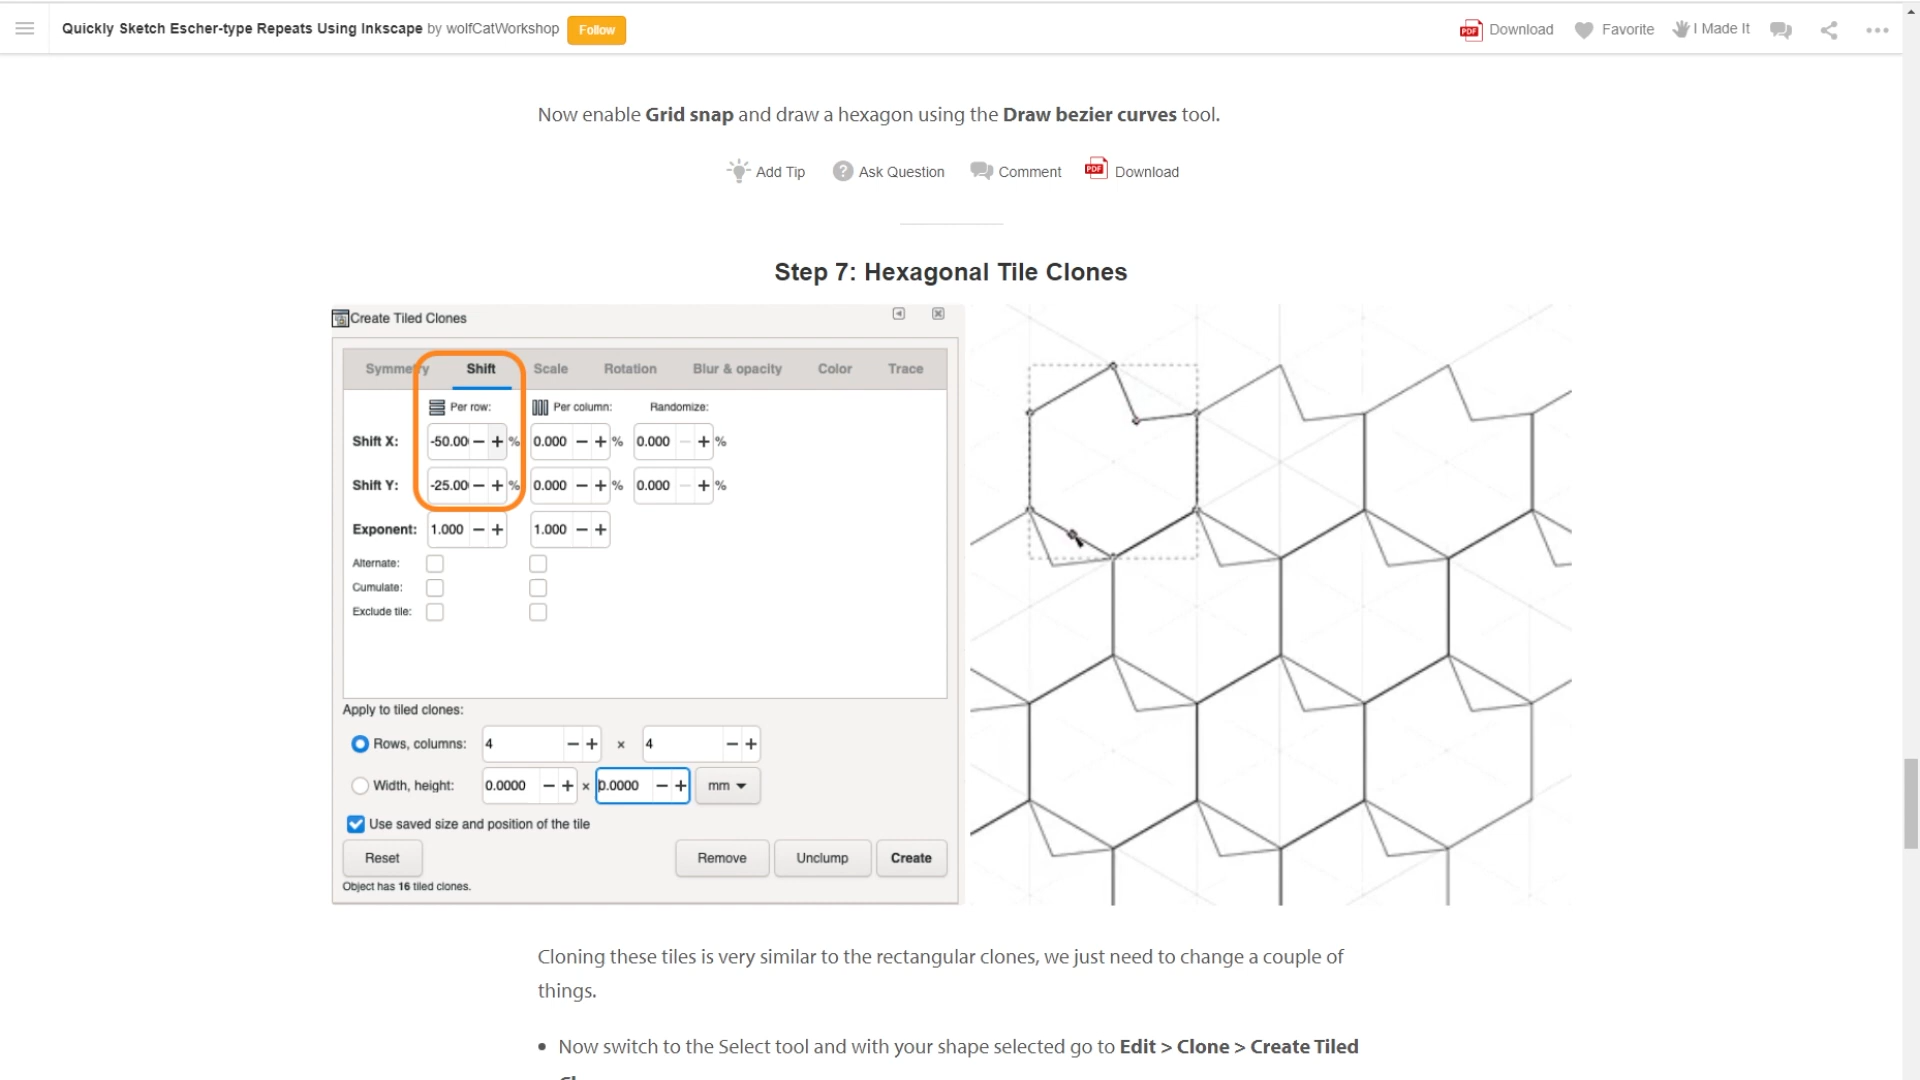 Quickly Sketch Escher-type Repeats Using Inkscape by wolfCatWorkshop Follow PDF Download Favorite I Made It
Now enable Grid snap and draw a hexagon using the Draw bezier curves tool.
Add Tip ? Ask Question Comment PDF Download
Step 7: Hexagonal Tile Clones
Create Tiled Clones
Symmetry Shift Scale Rotation Blur & opacity Color Trace
Per row: Per column: Randomize:
Shift X: -50.00 − + % 0.000 − + % 0.000 − + %
Shift Y: -25.00 − + % 0.000 − + % 0.000 − + %
Exponent: 1.000 − + 1.000 − +
Alternate:
Cumulate:
Exclude tile:
Apply to tiled clones:
Rows, columns: 4 − + × 4 − +
Width, height: 0.0000 − + × 0.0000 − + mm
Use saved size and position of the tile
Reset Remove Unclump Create
Object has 16 tiled clones.
Cloning these tiles is very similar to the rectangular clones, we just need to change a couple of
things.
• Now switch to the Select tool and with your shape selected go to Edit > Clone > Create Tiled